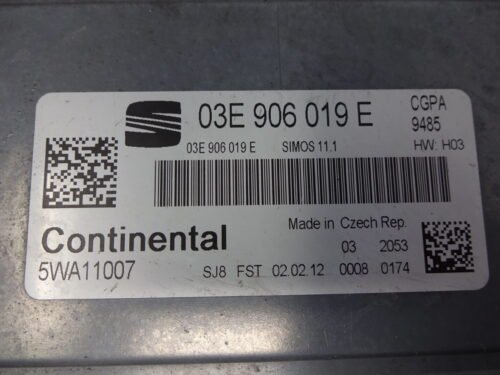 03E 906 019 E
CGPA
9485
03E 906 019 E SIMOS 11.1 HW: H03
Made in Czech Rep.
Continental 03 2053
5WA11007 SJ8 FST 02.02.12 0008 0174